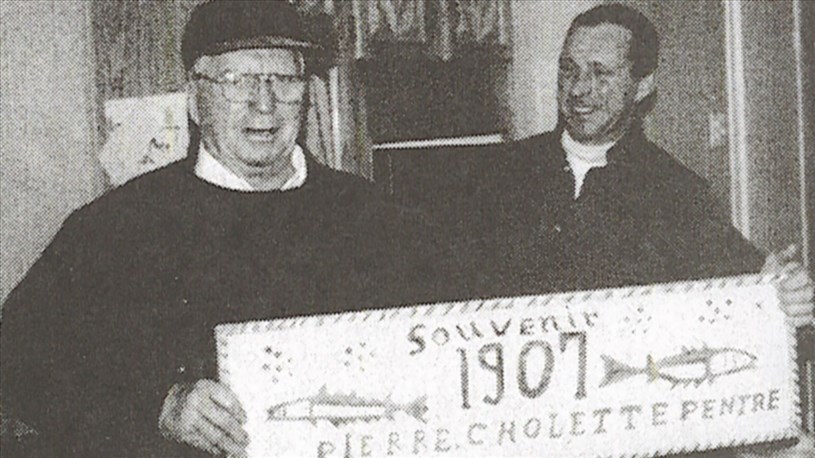 Souvenir
1907
PIERRE. CHOLETTE PENTRE